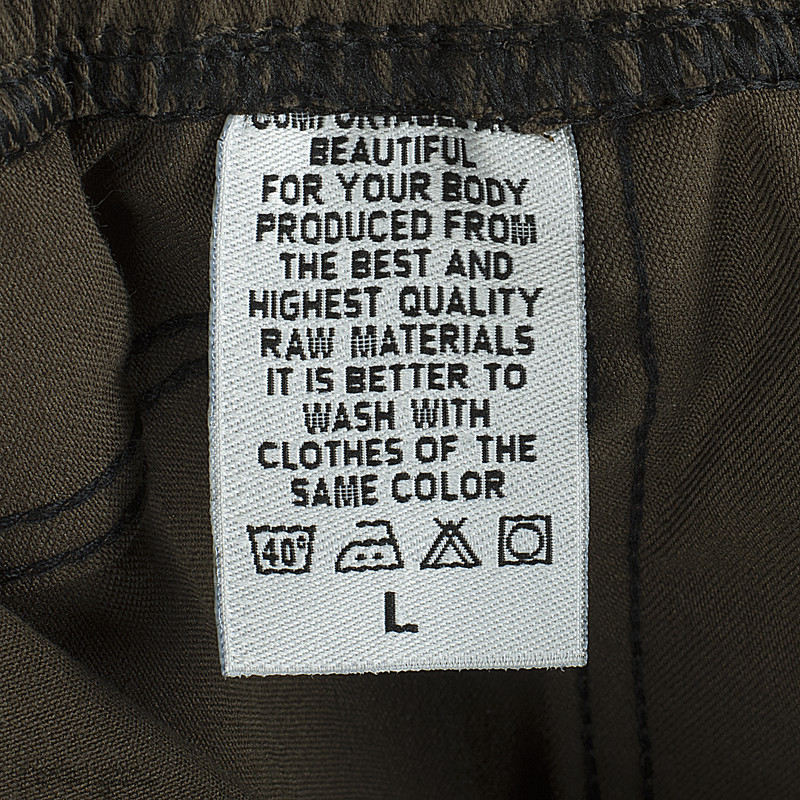 BEAUTIFUL
FOR YOUR BODY
PRODUCED FROM
THE BEST AND
HIGHEST QUALITY
RAW MATERIALS
IT IS BETTER TO
WASH WITH
CLOTHES OF THE
SAME COLOR
40°
L